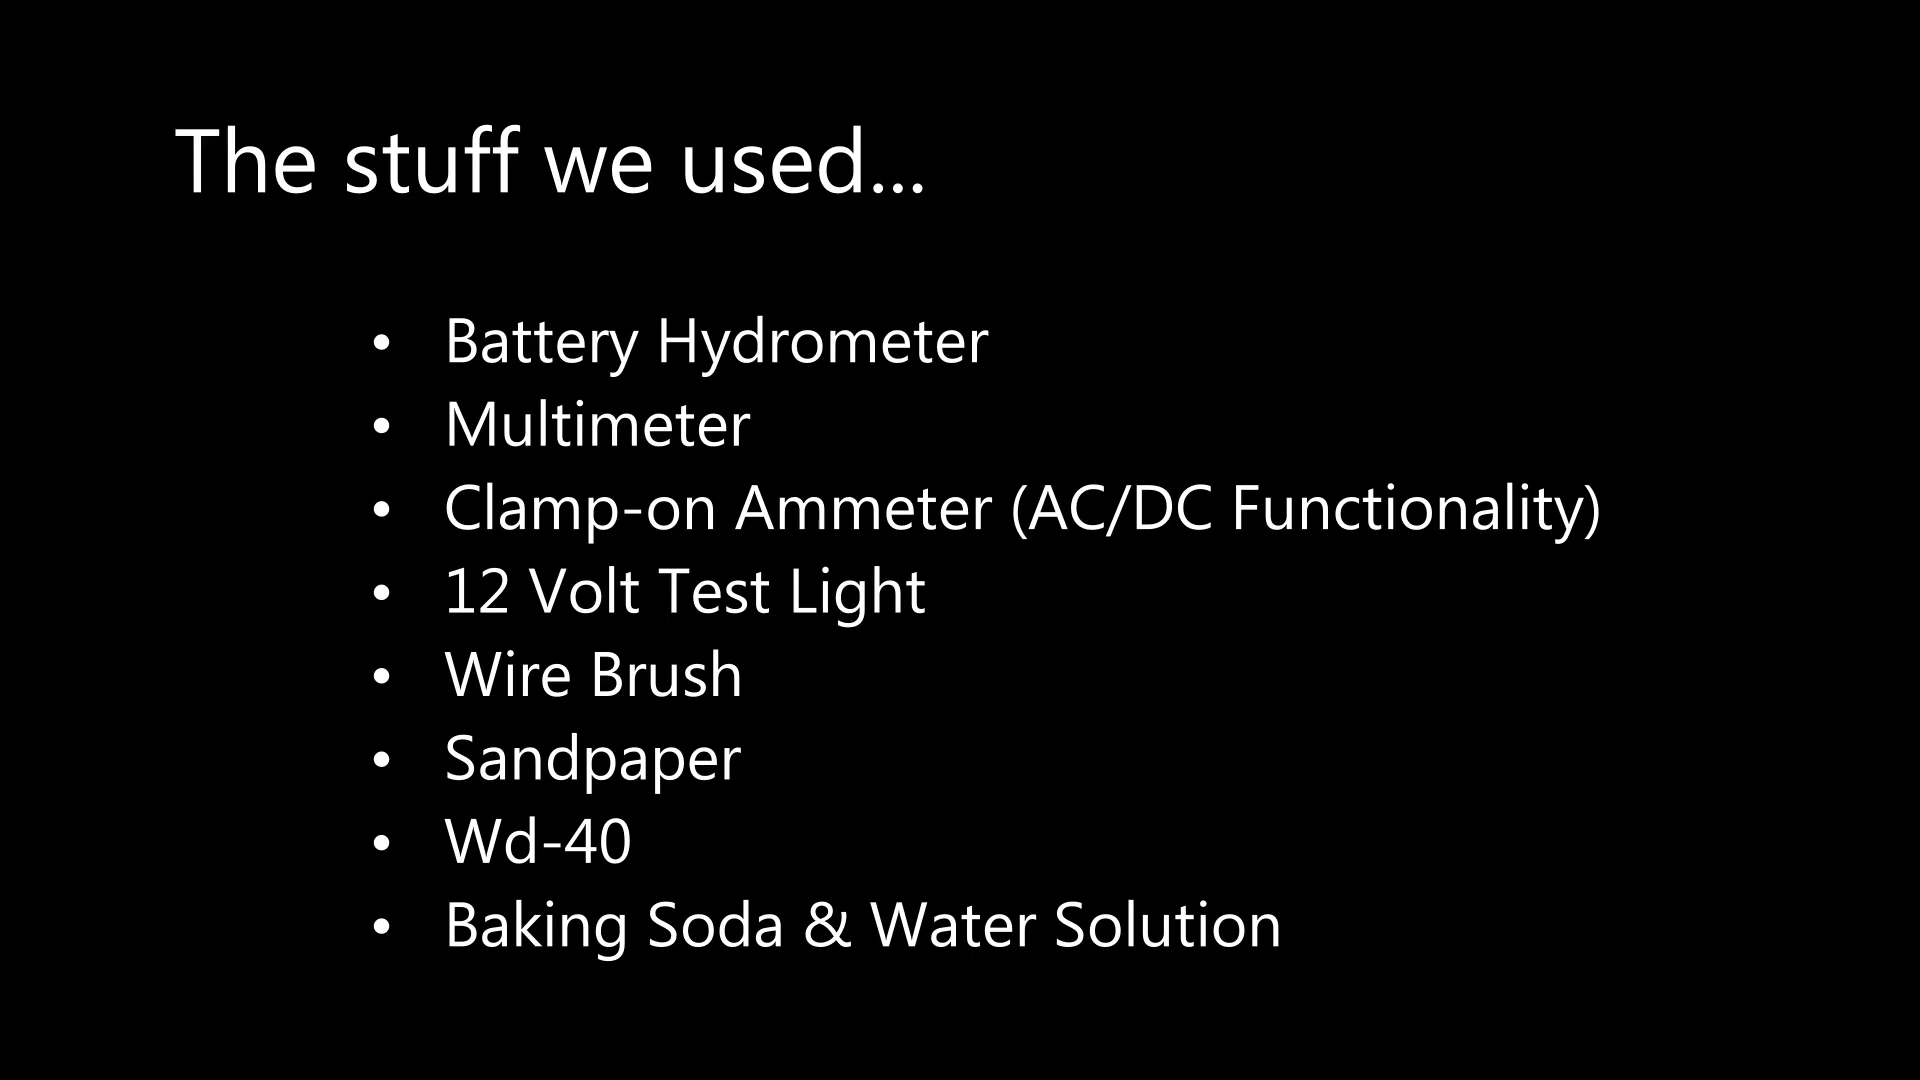 The stuff we used...
• Battery Hydrometer
• Multimeter
• Clamp-on Ammeter (AC/DC Functionality)
• 12 Volt Test Light
• Wire Brush
• Sandpaper
• Wd-40
• Baking Soda & Water Solution